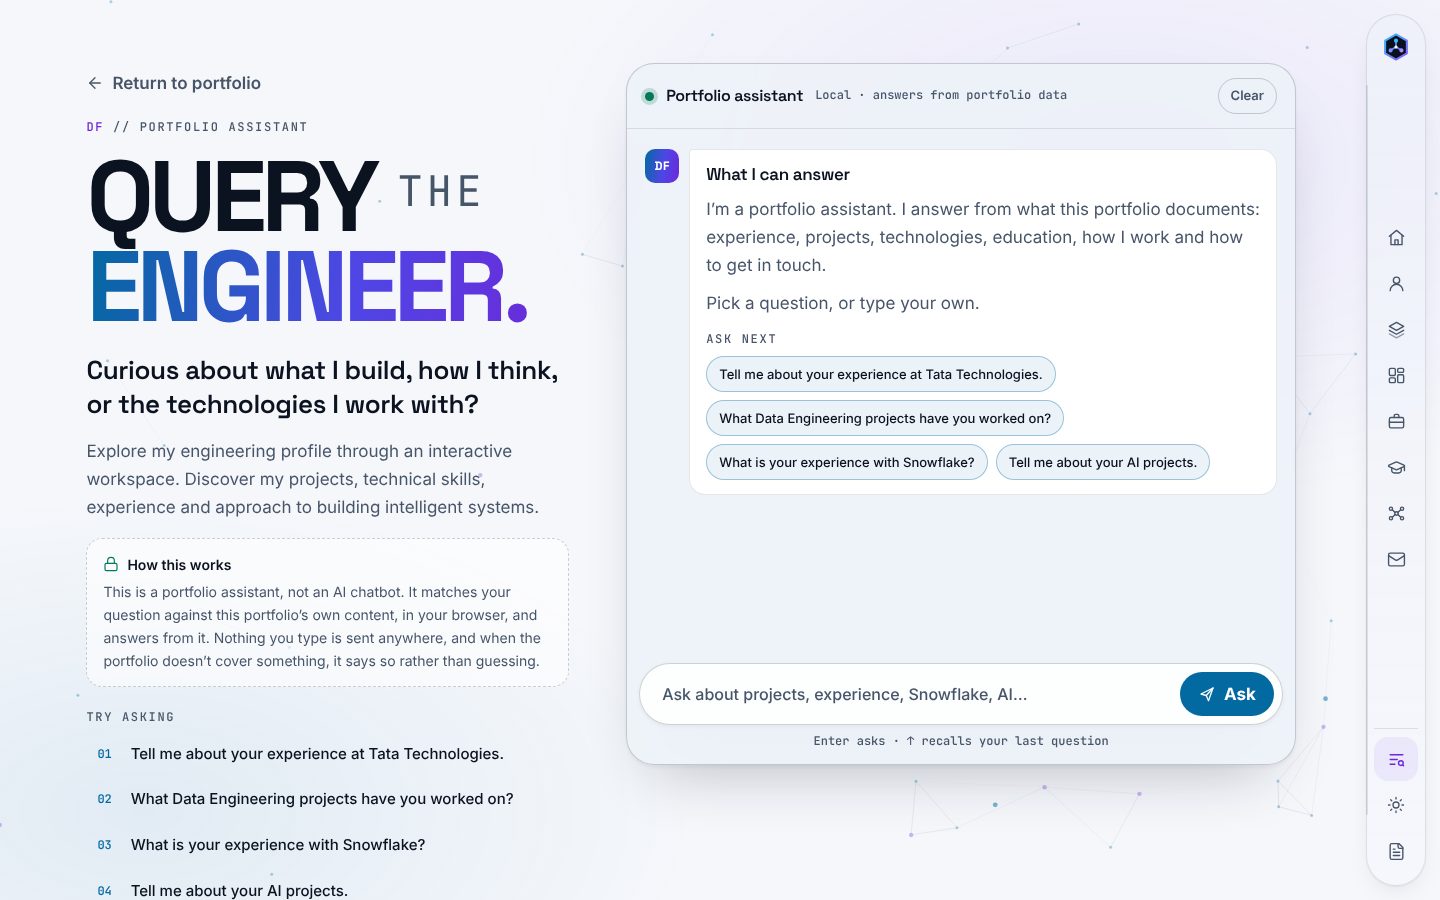 Return to portfolio
DF // PORTFOLIO ASSISTANT
QUERY THE
ENGINEER.
Curious about what I build, how I think,
or the technologies I work with?
Explore my engineering profile through an interactive
workspace. Discover my projects, technical skills,
experience and approach to building intelligent systems.
How this works
This is a portfolio assistant, not an AI chatbot. It matches your
question against this portfolio’s own content, in your browser, and
answers from it. Nothing you type is sent anywhere, and when the
portfolio doesn’t cover something, it says so rather than guessing.
TRY ASKING
01 Tell me about your experience at Tata Technologies.
02 What Data Engineering projects have you worked on?
03 What is your experience with Snowflake?
04 Tell me about your AI projects.
Portfolio assistant Local · answers from portfolio data Clear
DF
What I can answer
I’m a portfolio assistant. I answer from what this portfolio documents:
experience, projects, technologies, education, how I work and how
to get in touch.
Pick a question, or type your own.
ASK NEXT
Tell me about your experience at Tata Technologies.
What Data Engineering projects have you worked on?
What is your experience with Snowflake? Tell me about your AI projects.
Ask about projects, experience, Snowflake, AI… Ask
Enter asks · ↑ recalls your last question